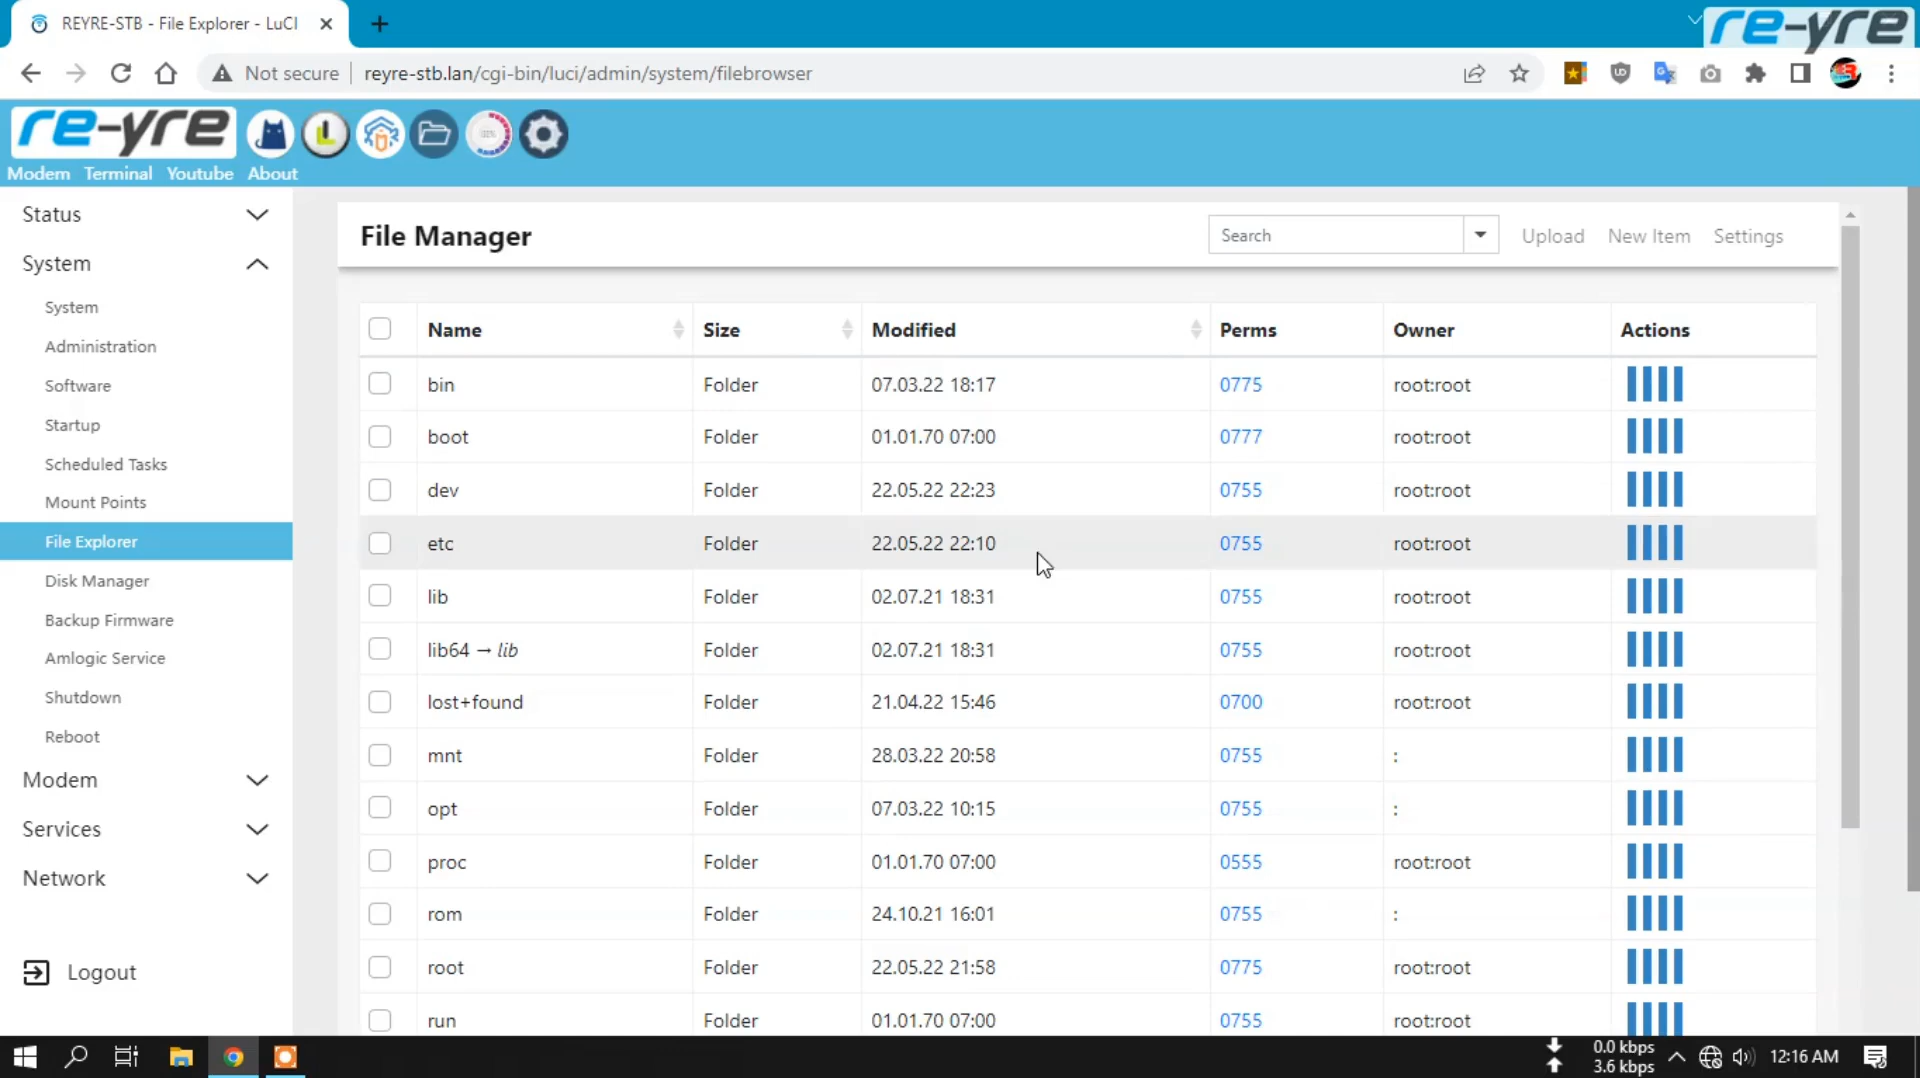 REYRE-STB - File Explorer - LuCI
re-yre
Not secure reyre-stb.lan/cgi-bin/luci/admin/system/filebrowser
re-yre
Modem Terminal Youtube About
Status
System
System
Administration
Software
Startup
Scheduled Tasks
Mount Points
File Explorer
Disk Manager
Backup Firmware
Amlogic Service
Shutdown
Reboot
Modem
Services
Network
Logout
File Manager Search Upload New Item Settings
Name Size Modified Perms Owner Actions
bin Folder 07.03.22 18:17 0775 root:root
boot Folder 01.01.70 07:00 0777 root:root
dev Folder 22.05.22 22:23 0755 root:root
etc Folder 22.05.22 22:10 0755 root:root
lib Folder 02.07.21 18:31 0755 root:root
lib64 → lib Folder 02.07.21 18:31 0755 root:root
lost+found Folder 21.04.22 15:46 0700 root:root
mnt Folder 28.03.22 20:58 0755 :
opt Folder 07.03.22 10:15 0755 :
proc Folder 01.01.70 07:00 0555 root:root
rom Folder 24.10.21 16:01 0755 :
root Folder 22.05.22 21:58 0775 root:root
run Folder 01.01.70 07:00 0755 root:root
0.0 kbps
3.6 kbps
12:16 AM